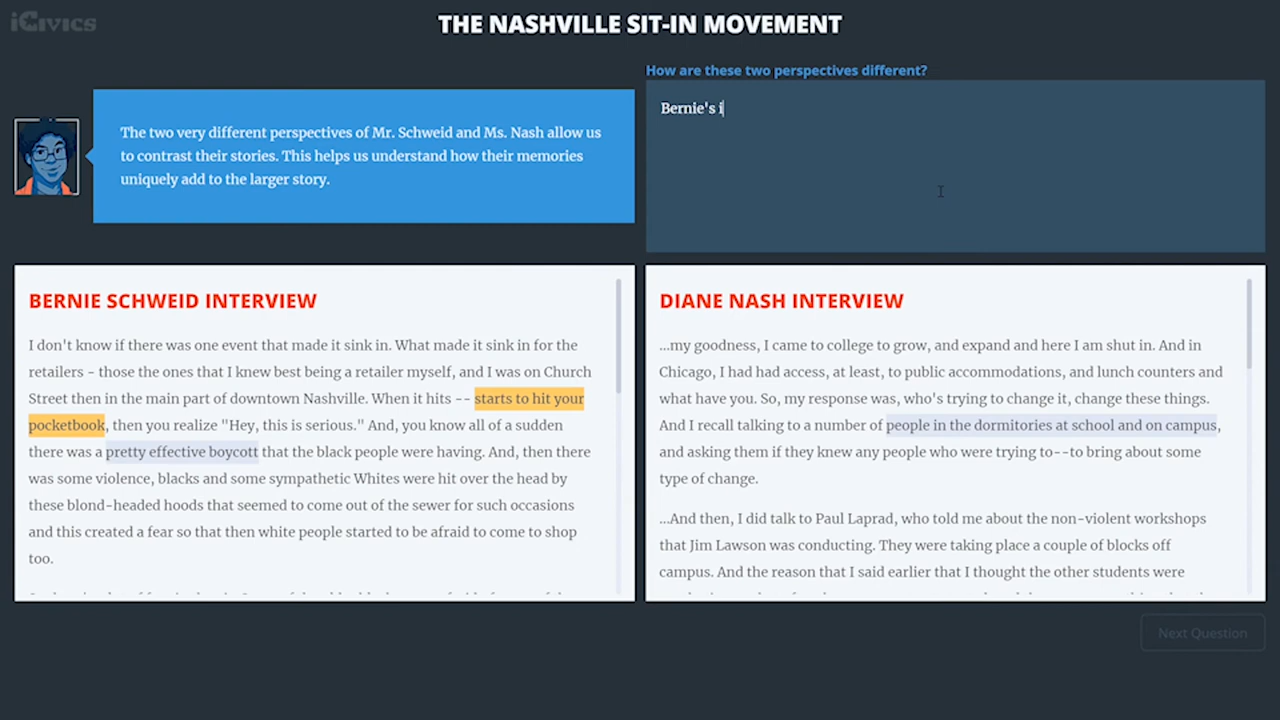 iCivics
THE NASHVILLE SIT-IN MOVEMENT
How are these two perspectives different?
Bernie's i
The two very different perspectives of Mr. Schweid and Ms. Nash allow us
to contrast their stories. This helps us understand how their memories
uniquely add to the larger story.
BERNIE SCHWEID INTERVIEW
I don't know if there was one event that made it sink in. What made it sink in for the
retailers - those the ones that I knew best being a retailer myself, and I was on Church
Street then in the main part of downtown Nashville. When it hits -- starts to hit your
pocketbook, then you realize "Hey, this is serious." And, you know all of a sudden
there was a pretty effective boycott that the black people were having. And, then there
was some violence, blacks and some sympathetic Whites were hit over the head by
these blond-headed hoods that seemed to come out of the sewer for such occasions
and this created a fear so that then white people started to be afraid to come to shop
too.
DIANE NASH INTERVIEW
...my goodness, I came to college to grow, and expand and here I am shut in. And in
Chicago, I had had access, at least, to public accommodations, and lunch counters and
what have you. So, my response was, who's trying to change it, change these things.
And I recall talking to a number of people in the dormitories at school and on campus,
and asking them if they knew any people who were trying to--to bring about some
type of change.
...And then, I did talk to Paul Laprad, who told me about the non-violent workshops
that Jim Lawson was conducting. They were taking place a couple of blocks off
campus. And the reason that I said earlier that I thought the other students were
Next Question